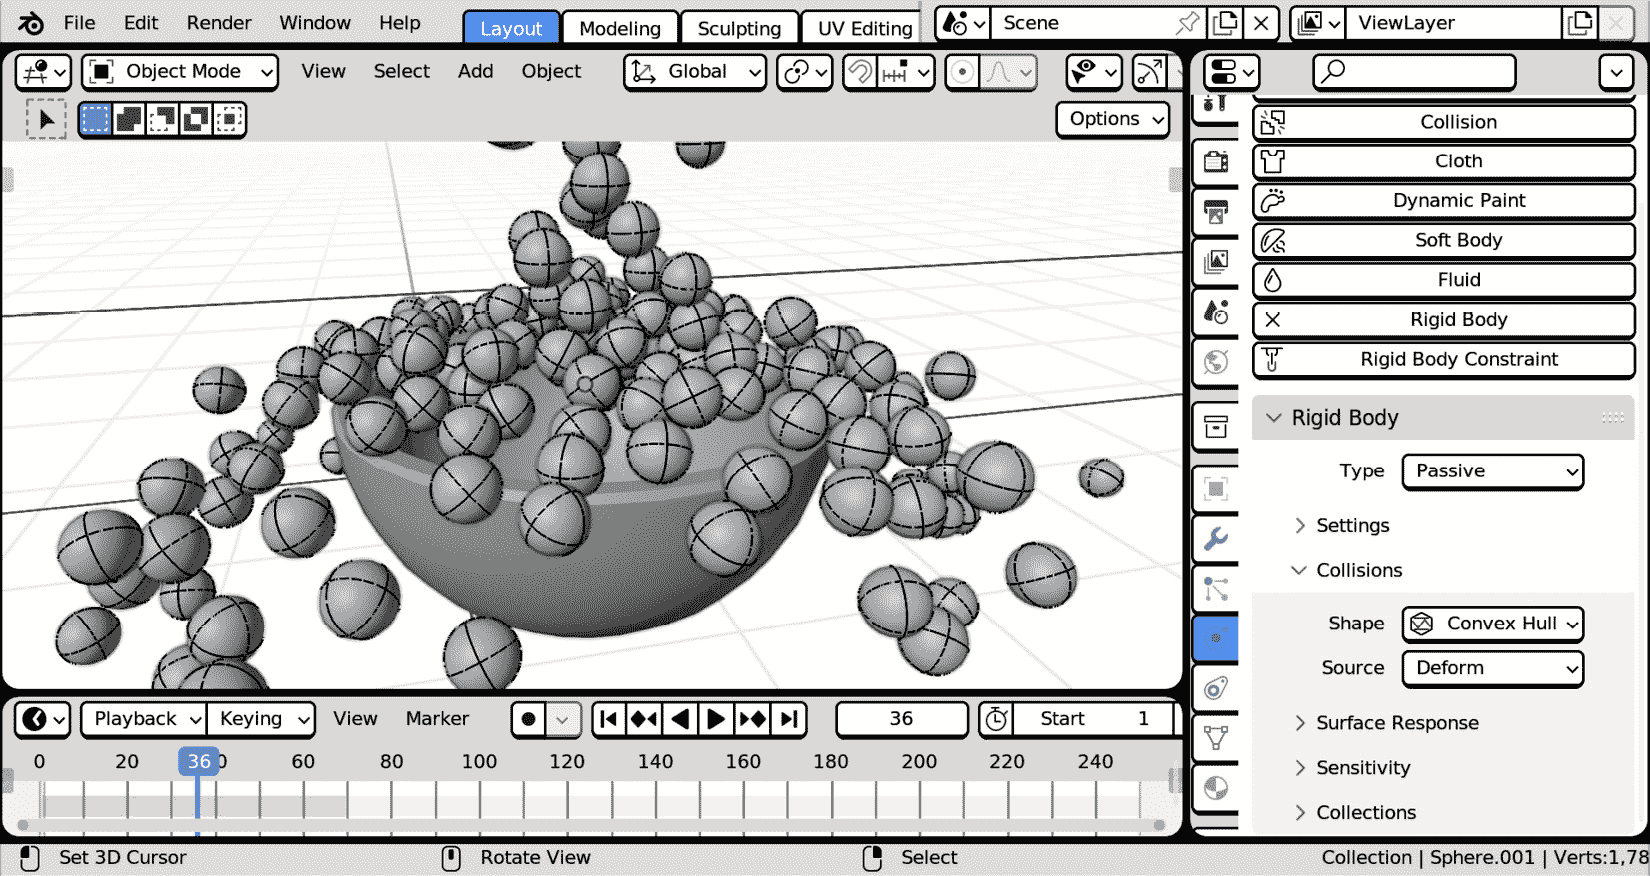 File Edit Render Window Help Layout Modeling Sculpting UV Editing Scene ViewLayer
Object Mode View Select Add Object Global
Options
Collision
Cloth
Dynamic Paint
Soft Body
Fluid
Rigid Body
Rigid Body Constraint
Rigid Body
Type Passive
Settings
Collisions
Shape Convex Hull
Source Deform
Surface Response
Sensitivity
Collections
Playback Keying View Marker 36 Start 1
0 20 36 0 60 80 100 120 140 160 180 200 220 240
Set 3D Cursor Rotate View Select Collection | Sphere.001 | Verts:1,78